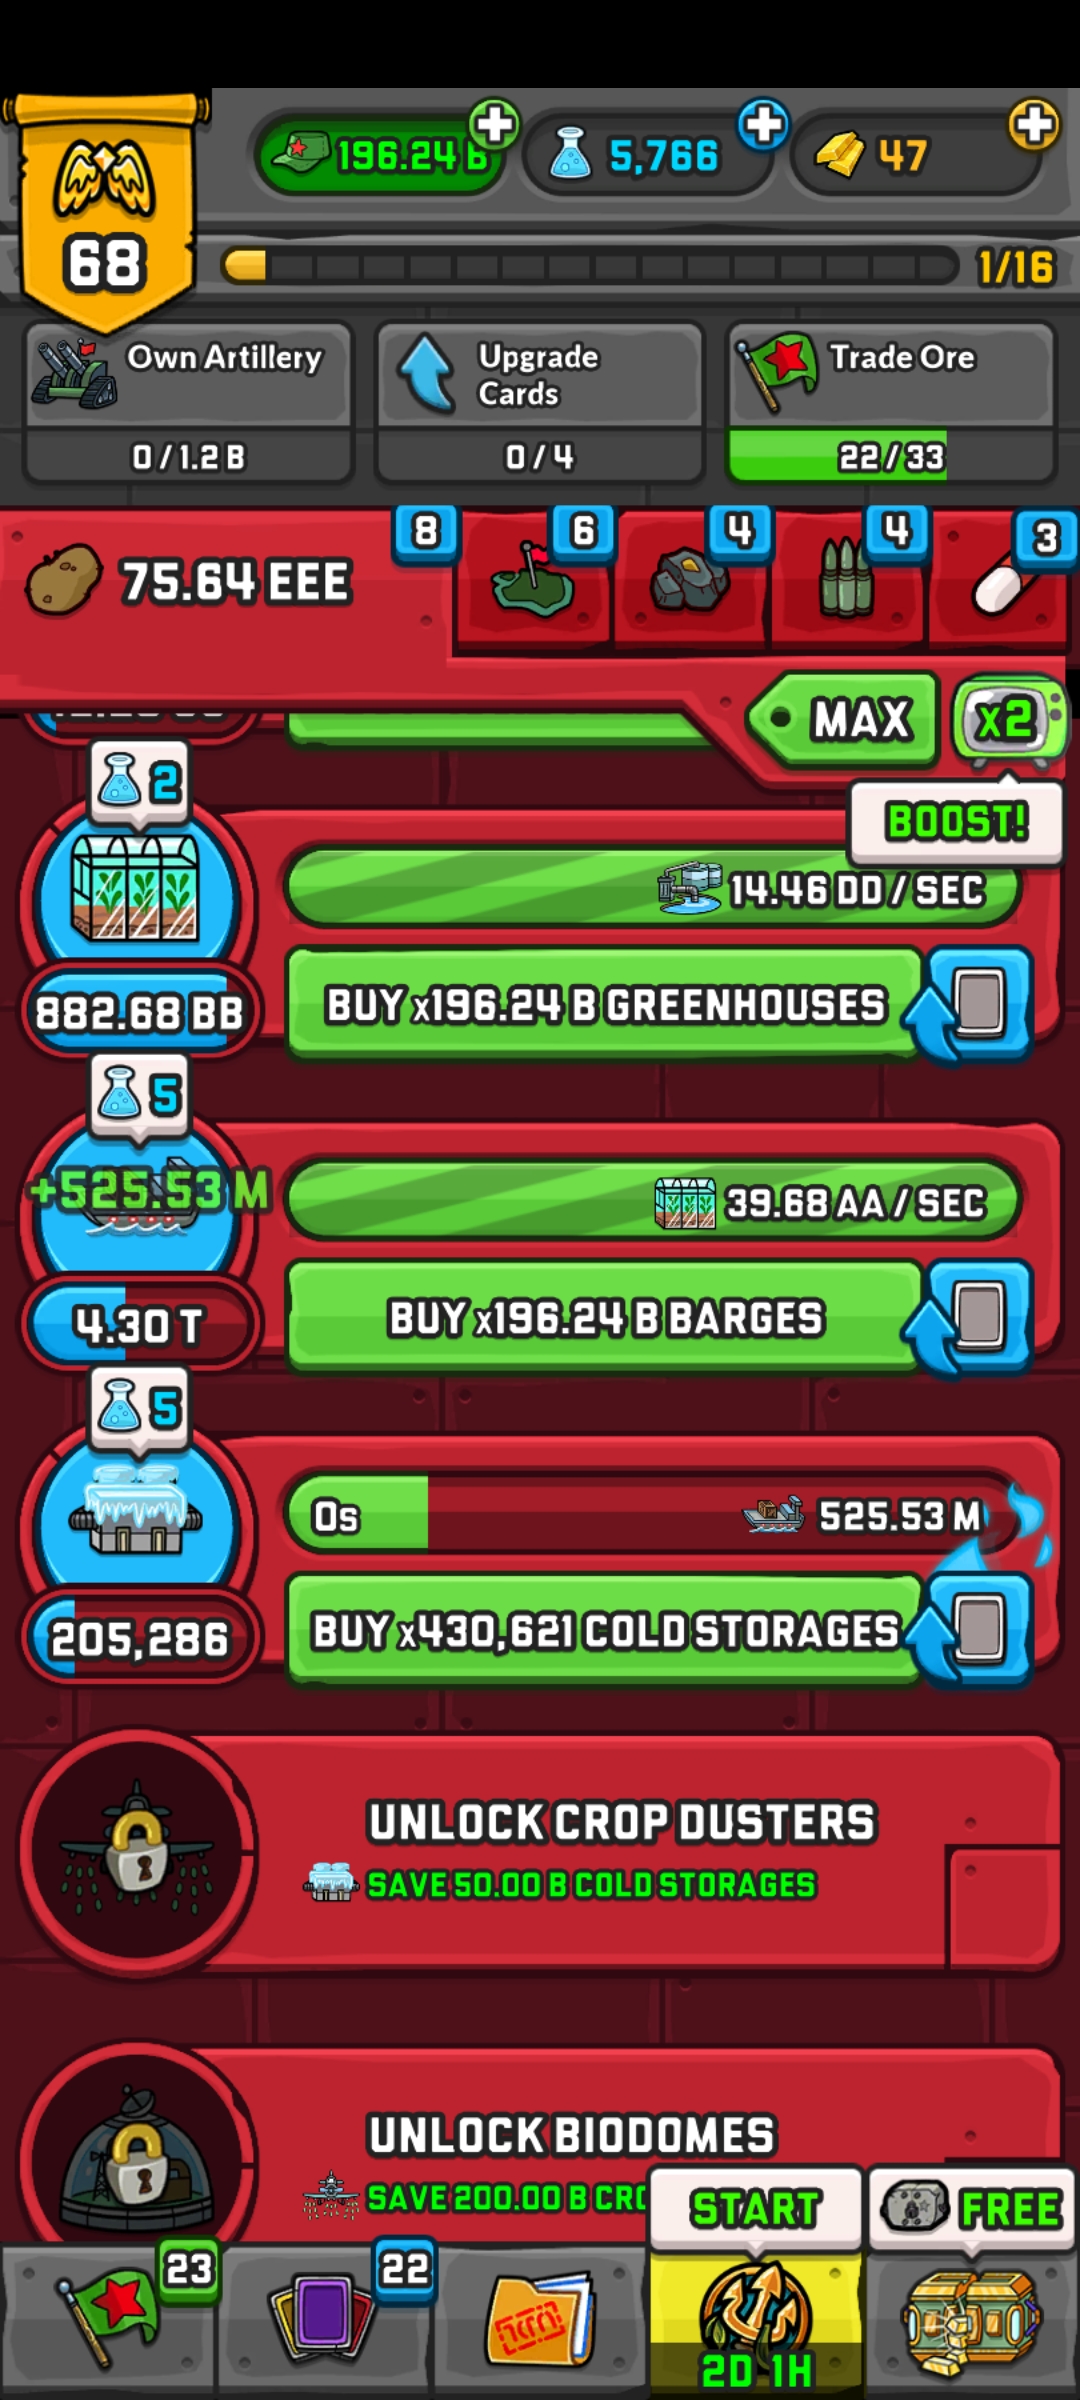 196.24 B
5,766
47
68
1/16
Own Artillery
0 / 1.2 B
Upgrade
Cards
0 / 4
Trade Ore
22 / 33
75.64 EEE
8
6
4
4
3
MAX
x2
BOOST!
2
14.46 DD / SEC
882.68 BB
BUY x196.24 B GREENHOUSES
5
+525.53 M
39.68 AA / SEC
4.30 T
BUY x196.24 B BARGES
5
0s
525.53 M
205,286
BUY x430,621 COLD STORAGES
UNLOCK CROP DUSTERS
SAVE 50.00 B COLD STORAGES
UNLOCK BIODOMES
SAVE 200.00 B
START
FREE
23
22
2D 1H